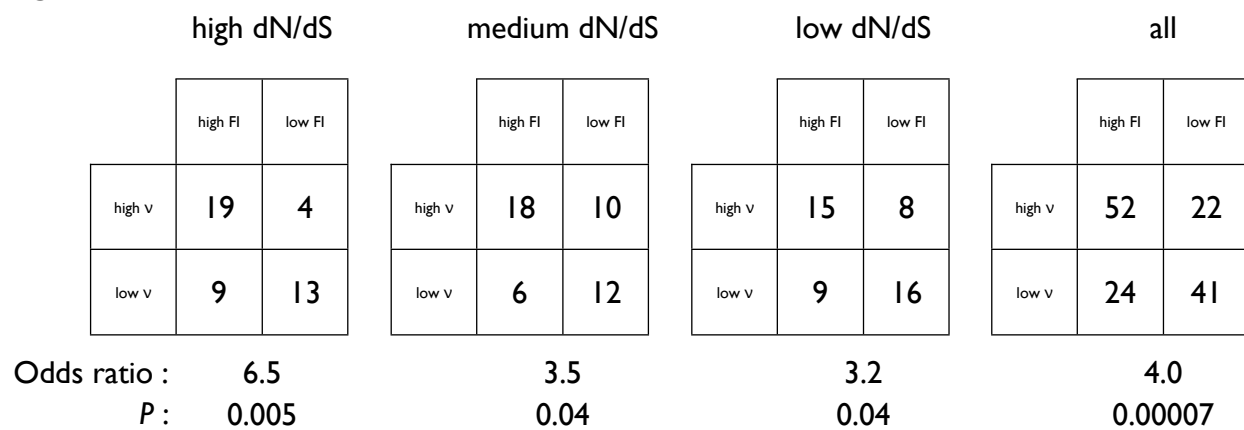 high dN/dS medium dN/dS low dN/dS all
high FI low FI high FI low FI high FI low FI high FI low FI
high ν 19 4 high ν 18 10 high ν 15 8 high ν 52 22
low ν 9 13 low ν 6 12 low ν 9 16 low ν 24 41
Odds ratio : 6.5 3.5 3.2 4.0
P : 0.005 0.04 0.04 0.00007